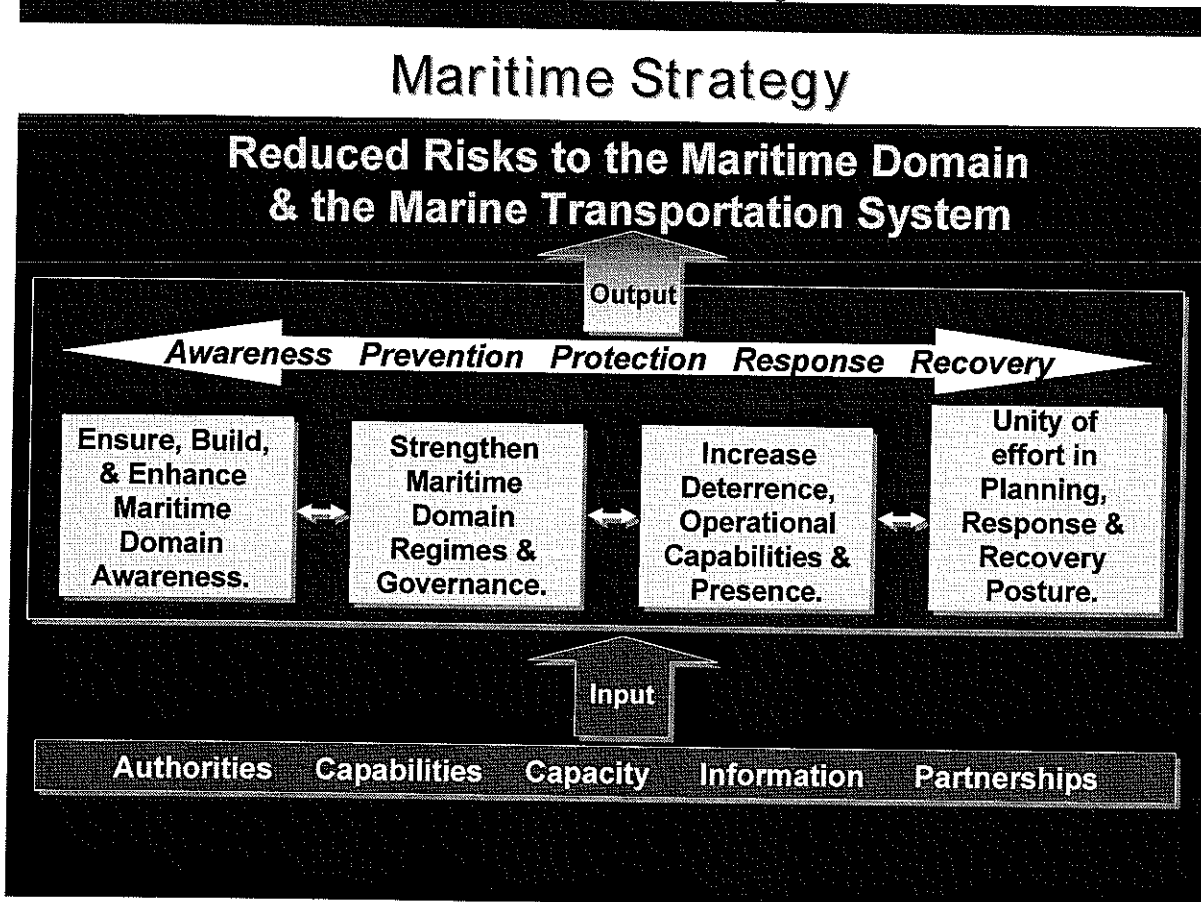 Maritime Strategy
Reduced Risks to the Maritime Domain
& the Marine Transportation System
Output
Awareness Prevention Protection Response Recovery
Ensure, Build,
& Enhance
Maritime
Domain
Awareness.
Strengthen
Maritime
Domain
Regimes &
Governance.
Increase
Deterrence,
Operational
Capabilities &
Presence.
Unity of
effort in
Planning,
Response &
Recovery
Posture.
Input
Authorities Capabilities Capacity Information Partnerships